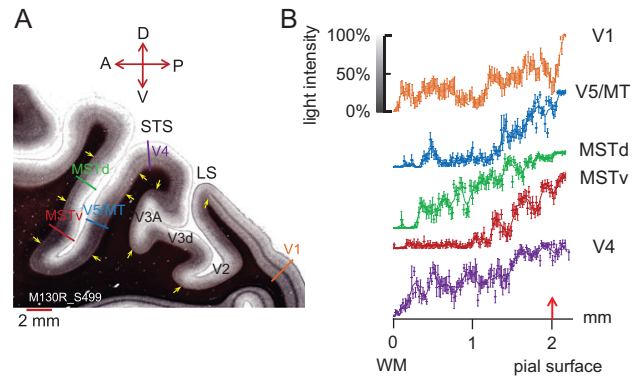 A
D
A P
V
STS
V4
LS
MSTd
MSTv
V5/MT
V3A
V3d
V2
V1
M130R_S499
2 mm
B
light intensity
100%
50%
0%
V1
V5/MT
MSTd
MSTv
V4
mm
0 1 2
WM pial surface